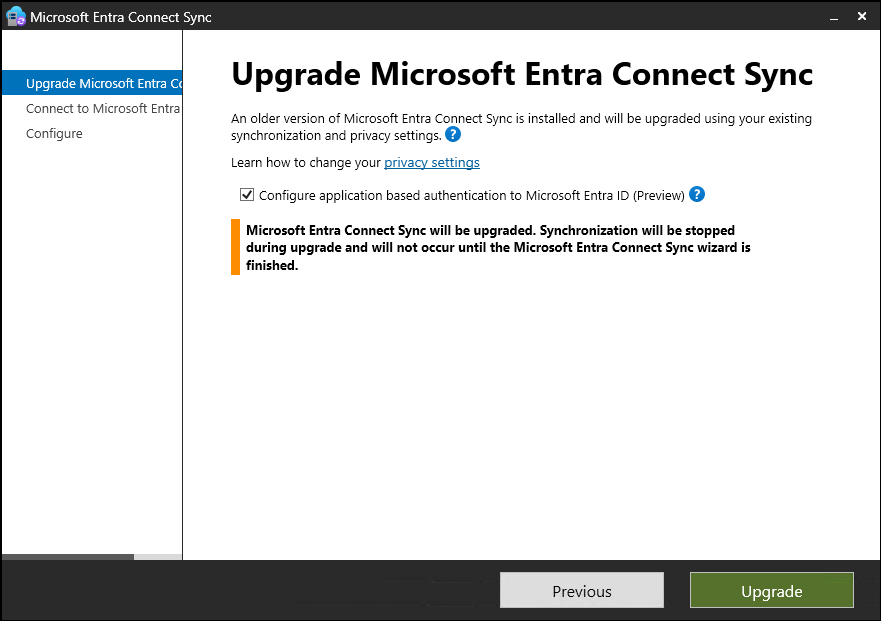 Microsoft Entra Connect Sync
Upgrade Microsoft Entra Co
Connect to Microsoft Entra
Configure
Upgrade Microsoft Entra Connect Sync
An older version of Microsoft Entra Connect Sync is installed and will be upgraded using your existing
synchronization and privacy settings. ?
Learn how to change your privacy settings
Configure application based authentication to Microsoft Entra ID (Preview) ?
Microsoft Entra Connect Sync will be upgraded. Synchronization will be stopped
during upgrade and will not occur until the Microsoft Entra Connect Sync wizard is
finished.
Previous
Upgrade